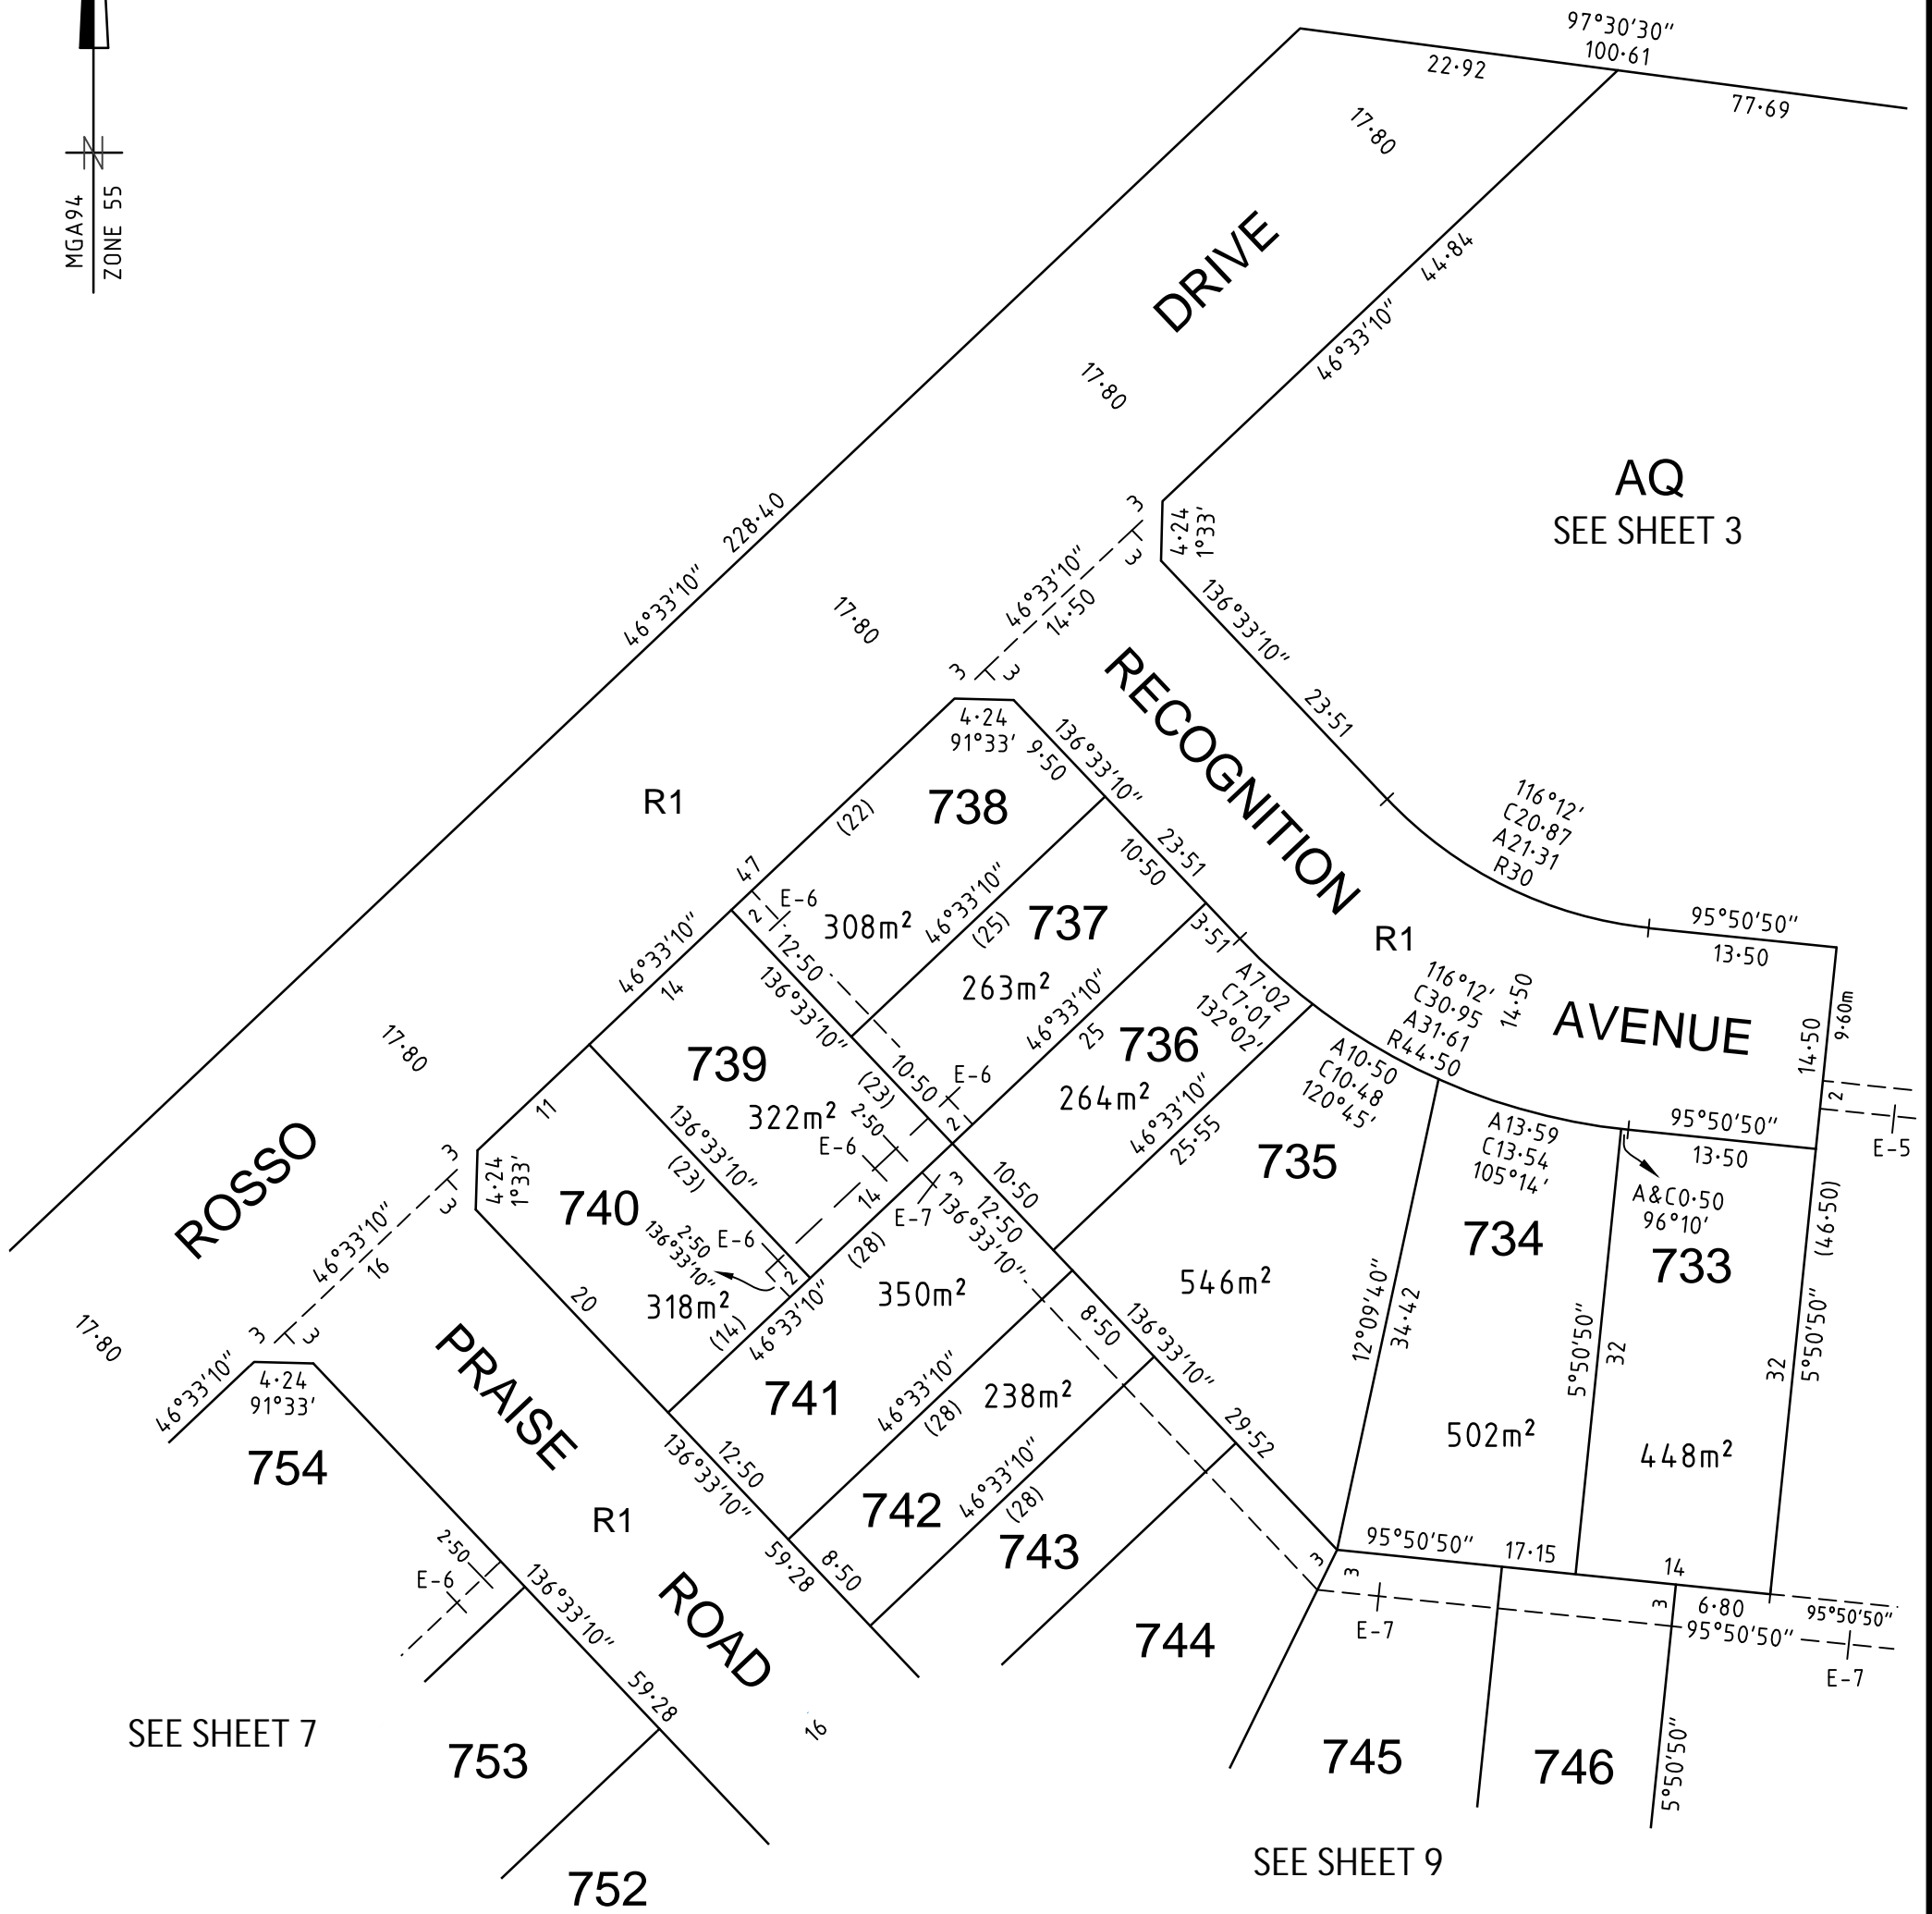 97°30'30"
100·61
22·92
77·69
17·80
MGA94
ZONE 55
DRIVE
44·84
46°33'10"
17·80
AQ
SEE SHEET 3
228·40
46°33'10"
3
3
4·24
1°33'
46°33'10"
14·50
17·80
136°33'10"
23·51
3
3
RECOGNITION
4·24
91°33'
9·50
136°33'10"
R1
738
(22)
47
23·51
10·50
116°12'
C20·87
A21·31
R30
E-6
2
308m²
46°33'10"
(25)
737
12·50
3·51
R1
95°50'50"
13·50
46°33'10"
14
136°33'10"
263m²
46°33'10"
25
A7·02
C7·01
132°02'
116°12'
C30·95
A31·61
R44·50
14·50
AVENUE
14·50
9·60m
17·80
739
322m²
(23)
10·50
E-6
2
736
264m²
46°33'10"
25·55
A10·50
C10·48
120°45'
2
E-5
95°50'50"
13·50
11
136°33'10"
(23)
2·50
E-6
735
A13·59
C13·54
105°14'
A&C0·50
96°10'
ROSSO
3
3
4·24
1°33'
740
14
3
E-7
10·50
12·50
136°33'10"
734
733
(46·50)
46°33'10"
16
2·50
136°33'10"
E-6
2
(28)
350m²
546m²
318m²
(14)
46°33'10"
20
8·50
136°33'10"
12°09'40"
34·42
5°50'50"
32
32
5°50'50"
17·80
3
3
46°33'10"
4·24
91°33'
PRAISE
741
46°33'10"
(28)
238m²
29·52
502m²
448m²
754
12·50
136°33'10"
742
46°33'10"
(28)
743
R1
59·28
8·50
2·50
E-6
136°33'10"
ROAD
3
3
95°50'50"
17·15
14
3
6·80
95°50'50"
95°50'50"
E-7
E-7
744
59·28
16
SEE SHEET 7
753
745
746
5°50'50"
SEE SHEET 9
752